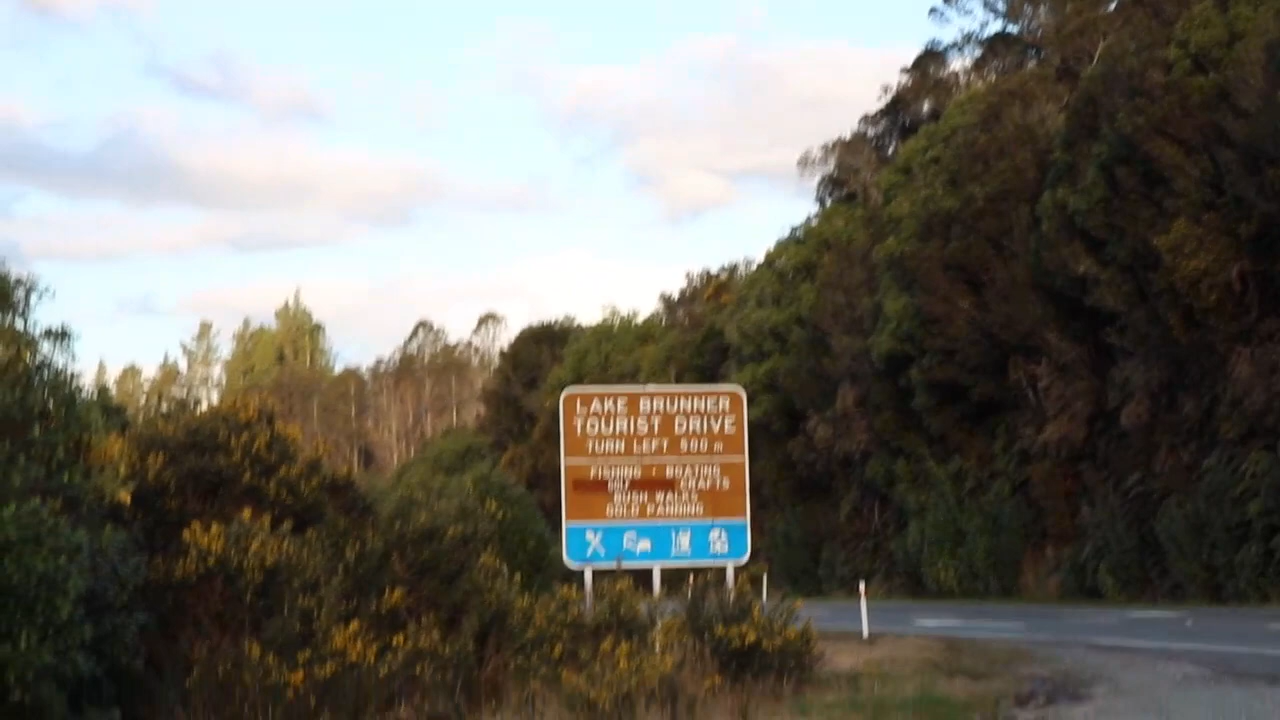 LAKE BRUNNER
TOURIST DRIVE
TURN LEFT 500 m
FISHING : BOATING
CRAFTS
BUSH WALKS
GOLD PANNING